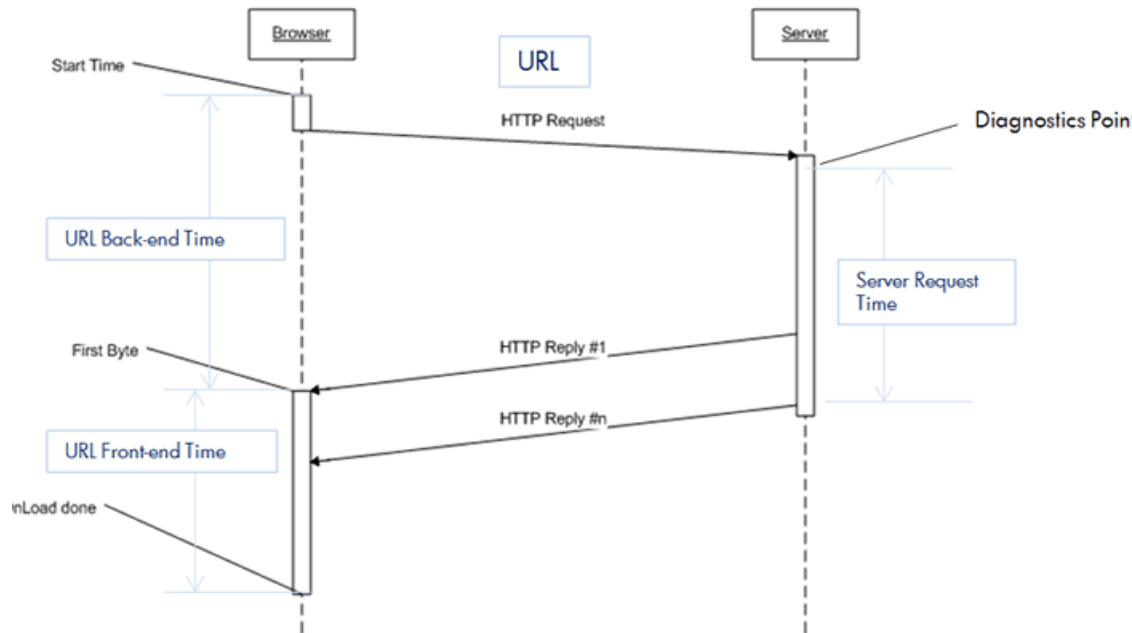 Browser
Server
URL
Start Time
HTTP Request
Diagnostics Poin
URL Back-end Time
Server Request
Time
HTTP Reply #1
First Byte
HTTP Reply #n
URL Front-end Time
nLoad done